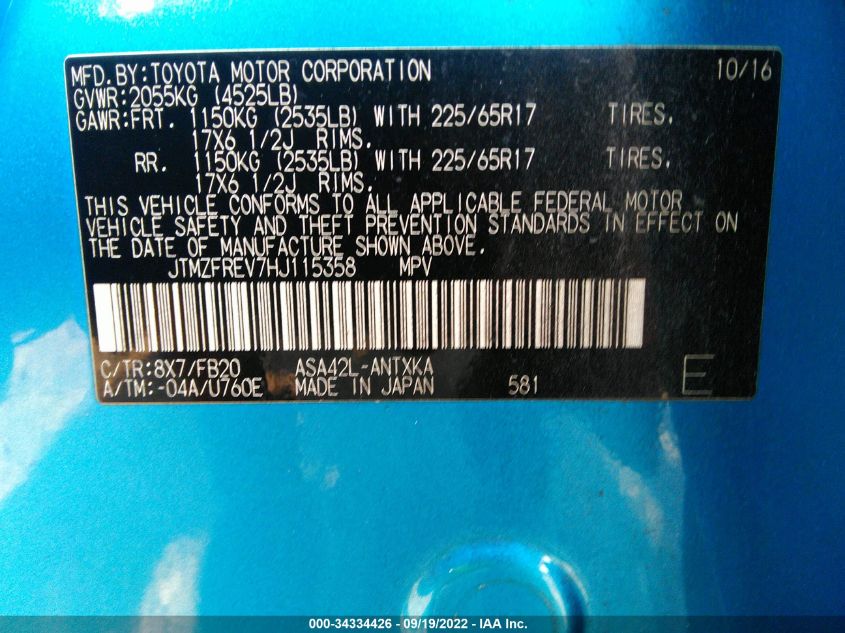 MFD.BY:TOYOTA MOTOR CORPORATION 10/16
GVWR:2055KG (4525LB)
GAWR:FRT. 1150KG (2535LB) WITH 225/65R17 TIRES.
17X6 1/2J RIMS.
RR. 1150KG (2535LB) WITH 225/65R17 TIRES.
17X6 1/2J RIMS.
THIS VEHICLE CONFORMS TO ALL APPLICABLE FEDERAL MOTOR
VEHICLE SAFETY AND THEFT PREVENTION STANDARDS IN EFFECT ON
THE DATE OF MANUFACTURE SHOWN ABOVE.
JTMZFREV7HJ115358 MPV
C/TR:8X7/FB20 ASA42L-ANTXKA
A/TM:-04A/U760E MADE IN JAPAN 581 E
000-34334426 - 09/19/2022 - IAA Inc.